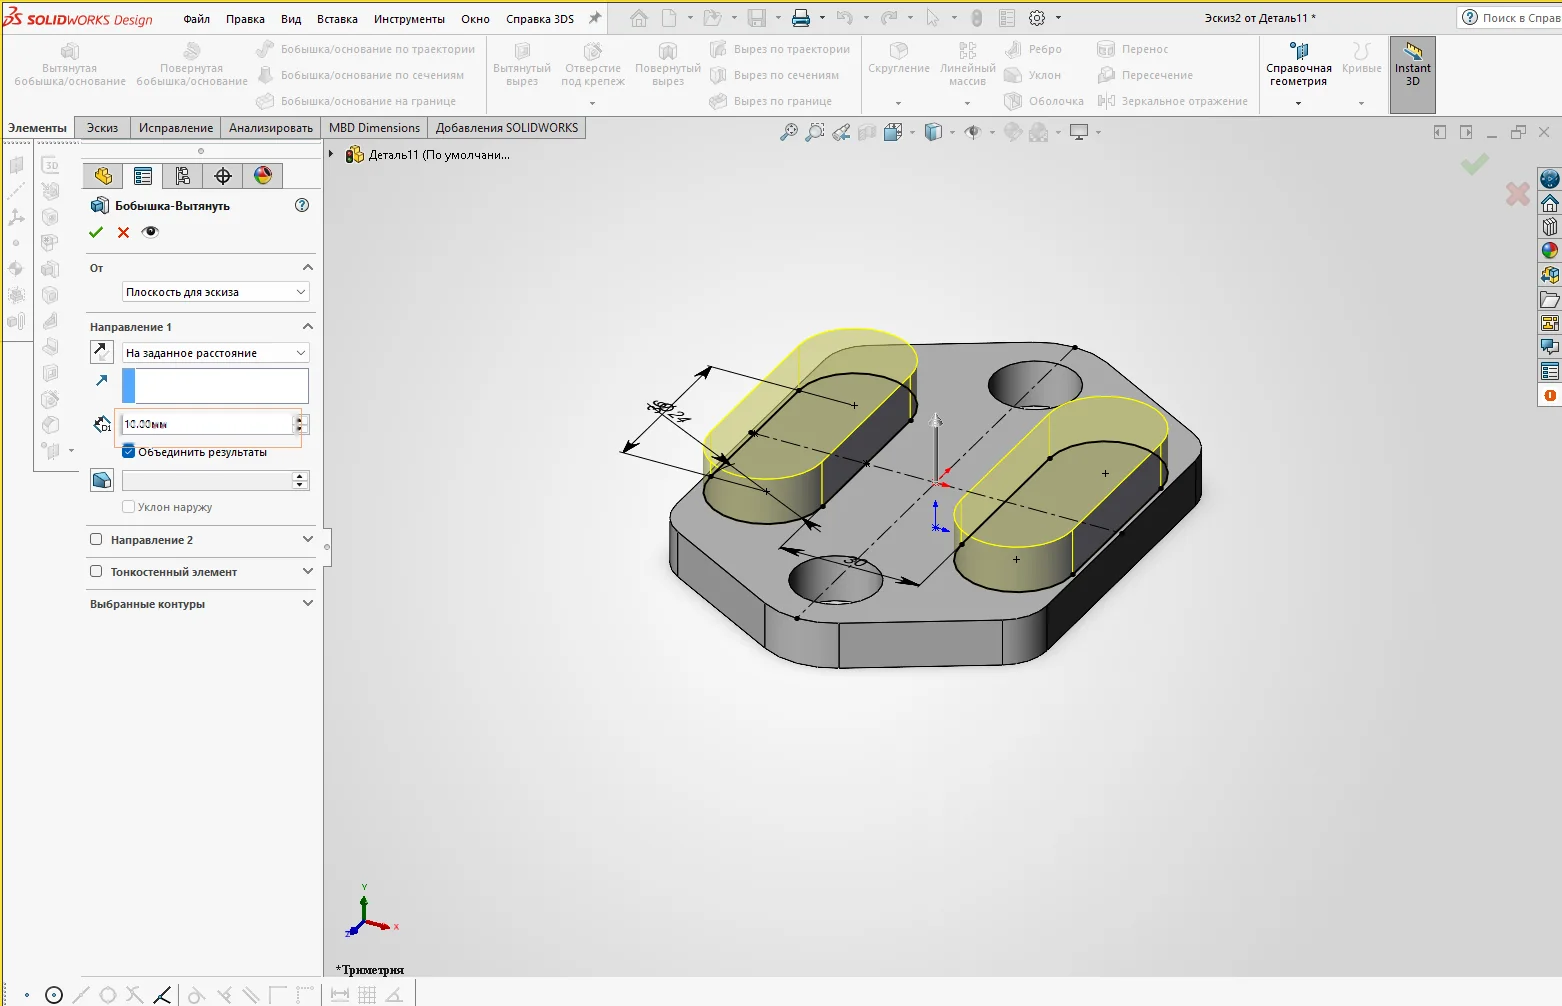 SOLIDWORKS Design
Файл Правка Вид Вставка Инструменты Окно Справка 3DS
Эскиз2 от Деталь11 *
Поиск в Справ
Вытянутая бобышка/основание
Повернутая бобышка/основание
Бобышка/основание по траектории
Бобышка/основание по сечениям
Бобышка/основание на границе
Вытянутый вырез
Отверстие под крепеж
Повернутый вырез
Вырез по траектории
Вырез по сечениям
Вырез по границе
Скругление
Линейный массив
Ребро
Уклон
Оболочка
Перенос
Пересечение
Зеркальное отражение
Справочная геометрия
Кривые
Instant 3D
Элементы Эскиз Исправление Анализировать MBD Dimensions Добавления SOLIDWORKS
Деталь11 (По умолчани...
3D
Бобышка-Вытянуть
От
Плоскость для эскиза
Направление 1
На заданное расстояние
D1
10.00мм
Объединить результаты
Уклон наружу
Направление 2
Тонкостенный элемент
Выбранные контуры
24
30
Y
X
Z
*Триметрия